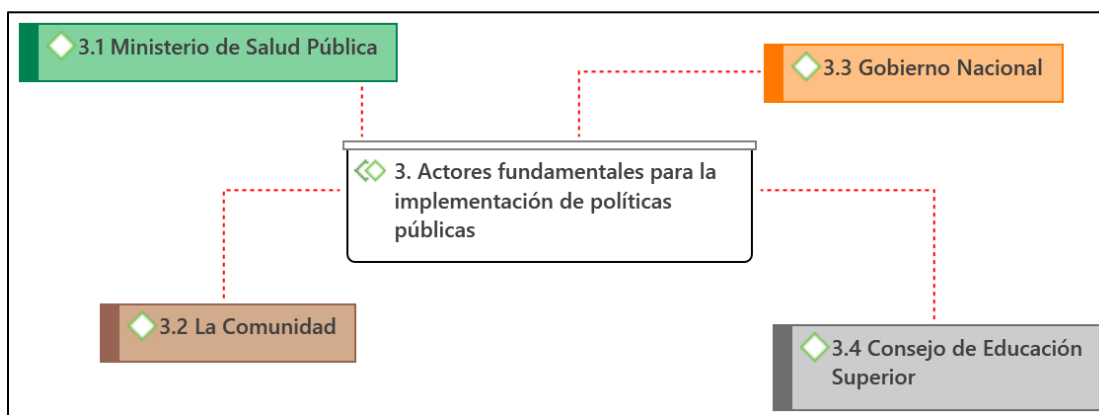 3.1 Ministerio de Salud Pública
3.3 Gobierno Nacional
3. Actores fundamentales para la
implementación de políticas
públicas
3.2 La Comunidad
3.4 Consejo de Educación
Superior